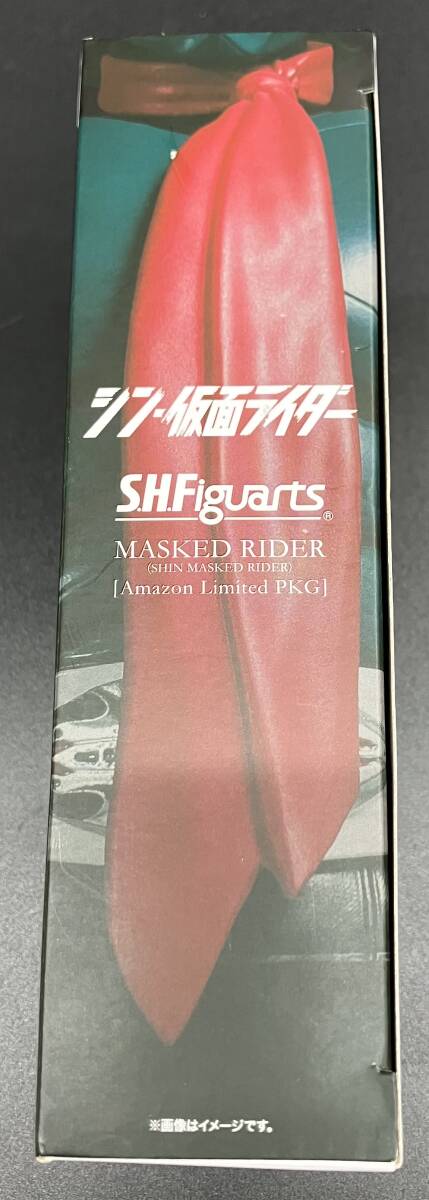 シン・仮面ライダー
S.H.Figuarts®
MASKED RIDER
(SHIN MASKED RIDER)
[Amazon Limited PKG]
※画像はイメージです。